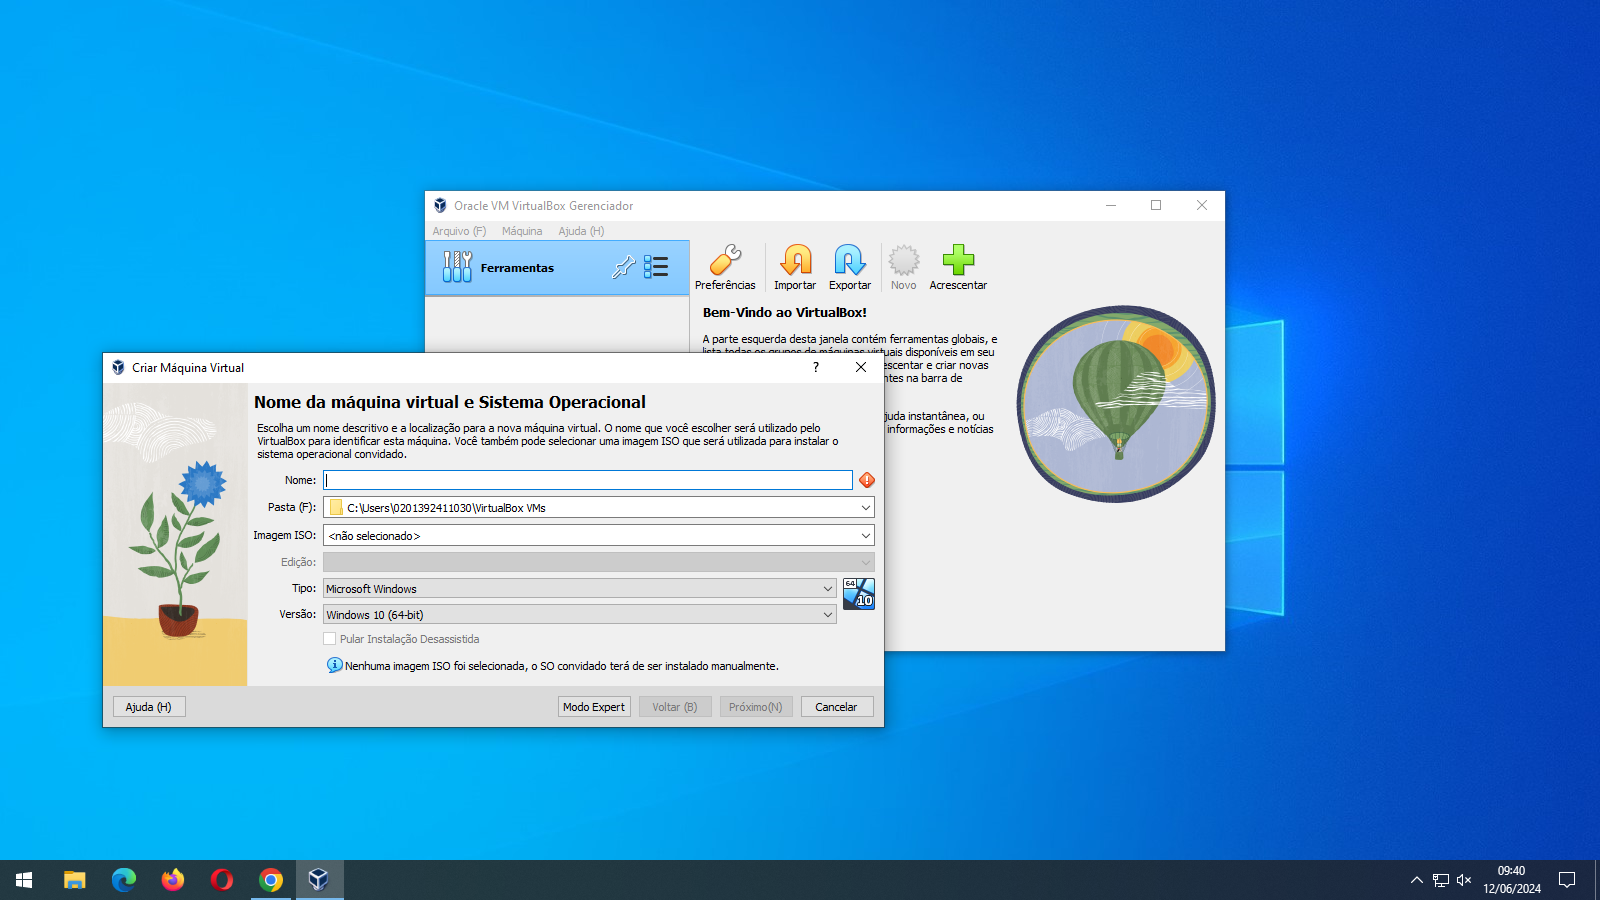 Oracle VM VirtualBox Gerenciador
Arquivo (F) Máquina Ajuda (H)
Ferramentas
Preferências Importar Exportar Novo Acrescentar
Bem-Vindo ao VirtualBox!
A parte esquerda desta janela contém ferramentas globais, e
lista todos os grupos de máquinas virtuais disponíveis em seu
escentar e criar novas
ntes na barra de
juda instantânea, ou
informações e notícias
Criar Máquina Virtual
?
Nome da máquina virtual e Sistema Operacional
Escolha um nome descritivo e a localização para a nova máquina virtual. O nome que você escolher será utilizado pelo
VirtualBox para identificar esta máquina. Você também pode selecionar uma imagem ISO que será utilizada para instalar o
sistema operacional convidado.
Nome:
Pasta (F): C:\Users\0201392411030\VirtualBox VMs
Imagem ISO: <não selecionado>
Edição:
Tipo: Microsoft Windows
64
10
Versão: Windows 10 (64-bit)
Pular Instalação Desassistida
Nenhuma imagem ISO foi selecionada, o SO convidado terá de ser instalado manualmente.
Ajuda (H) Modo Expert Voltar (B) Próximo(N) Cancelar
09:40
12/06/2024